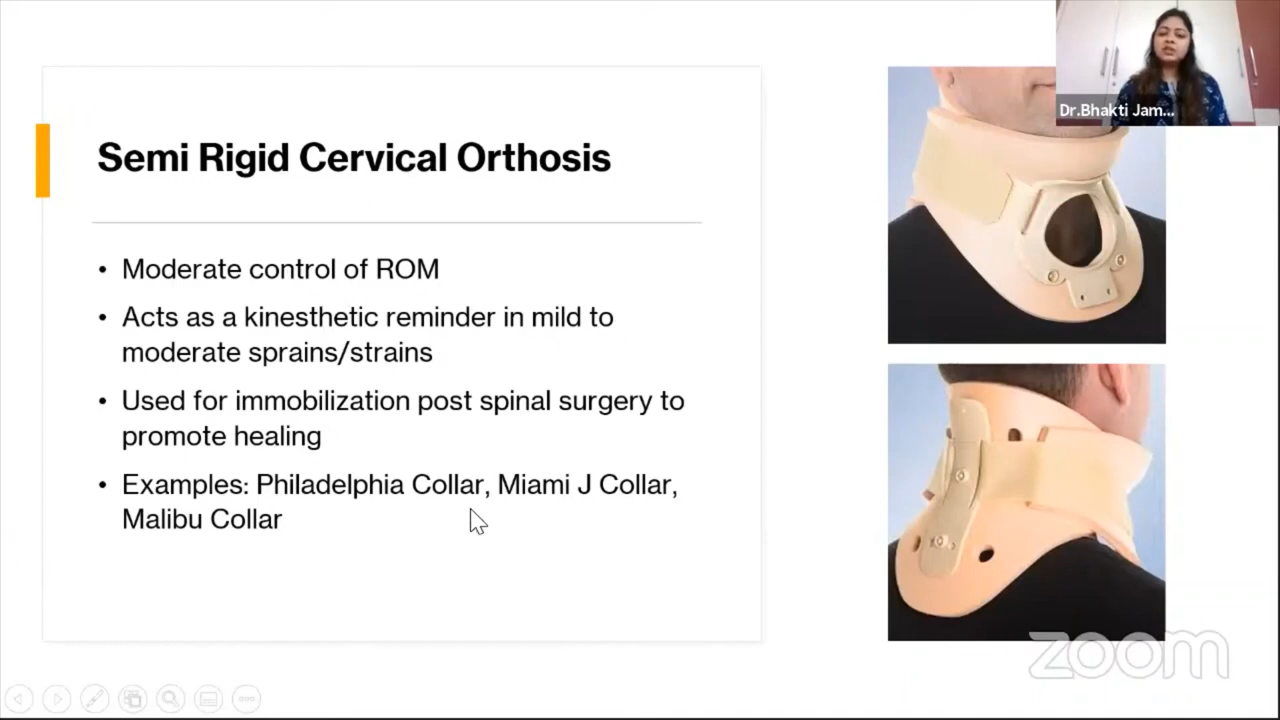 Dr.Bhakti Jam...
Semi Rigid Cervical Orthosis
• Moderate control of ROM
• Acts as a kinesthetic reminder in mild to
moderate sprains/strains
• Used for immobilization post spinal surgery to
promote healing
• Examples: Philadelphia Collar, Miami J Collar,
Malibu Collar
zoom